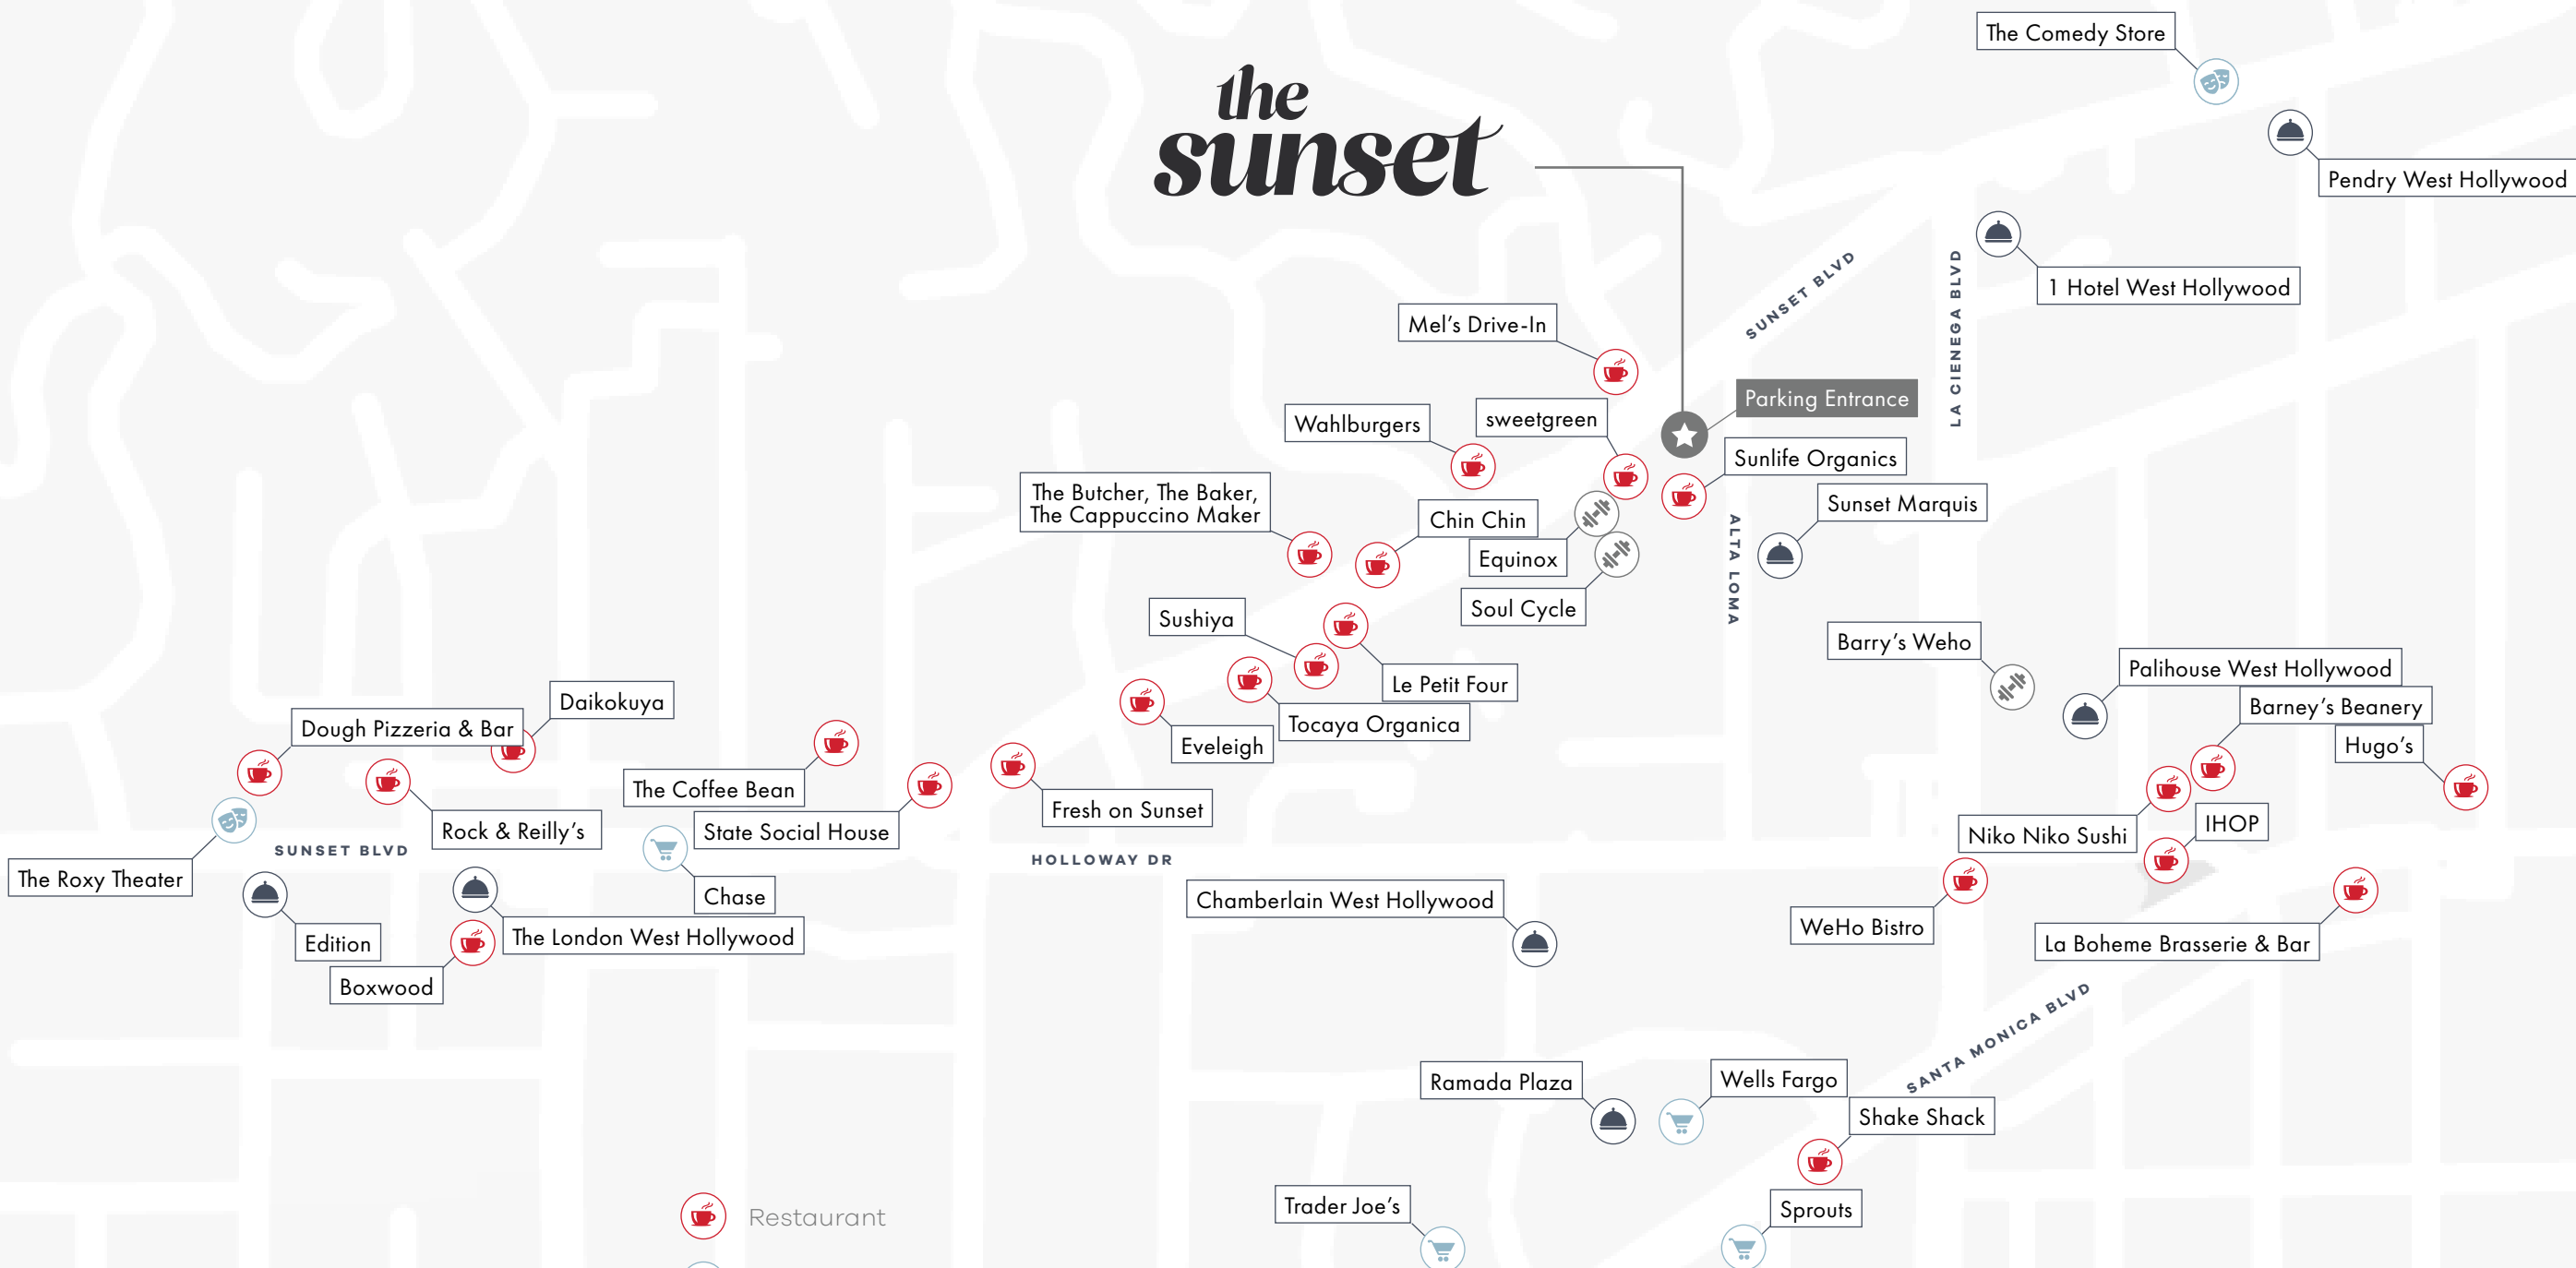 The Comedy Store
the
sunset
Pendry West Hollywood
SUNSET BLVD
LA CIENEGA BLVD
1 Hotel West Hollywood
Mel's Drive-In
Parking Entrance
Wahlburgers
sweetgreen
Sunlife Organics
The Butcher, The Baker,
The Cappuccino Maker
Chin Chin
Sunset Marquis
Equinox
ALTA LOMA
Soul Cycle
Sushiya
Barry's Weho
Le Petit Four
Palihouse West Hollywood
Daikokuya
Barney's Beanery
Dough Pizzeria & Bar
Tocaya Organica
Eveleigh
Hugo's
The Coffee Bean
Fresh on Sunset
Rock & Reilly's
State Social House
Niko Niko Sushi
IHOP
SUNSET BLVD
HOLLOWAY DR
The Roxy Theater
Chase
Chamberlain West Hollywood
WeHo Bistro
Edition
The London West Hollywood
La Boheme Brasserie & Bar
Boxwood
SANTA MONICA BLVD
Ramada Plaza
Wells Fargo
Shake Shack
Trader Joe's
Sprouts
Restaurant